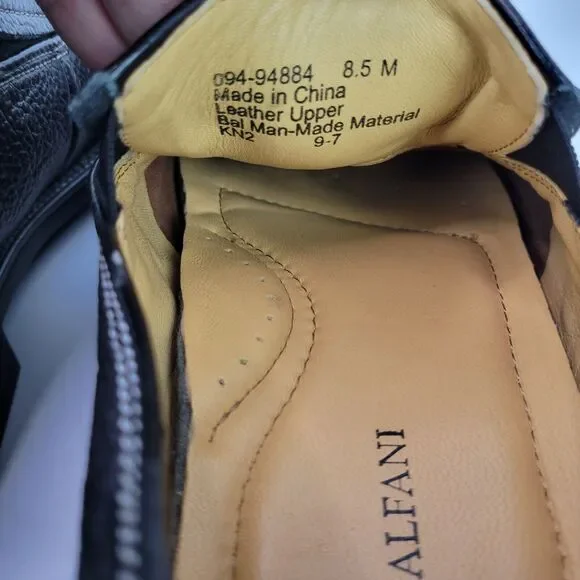 094-94884 8.5 M
Made in China
Leather Upper
Bal Man-Made Material
KN2 9-7
ALFANI